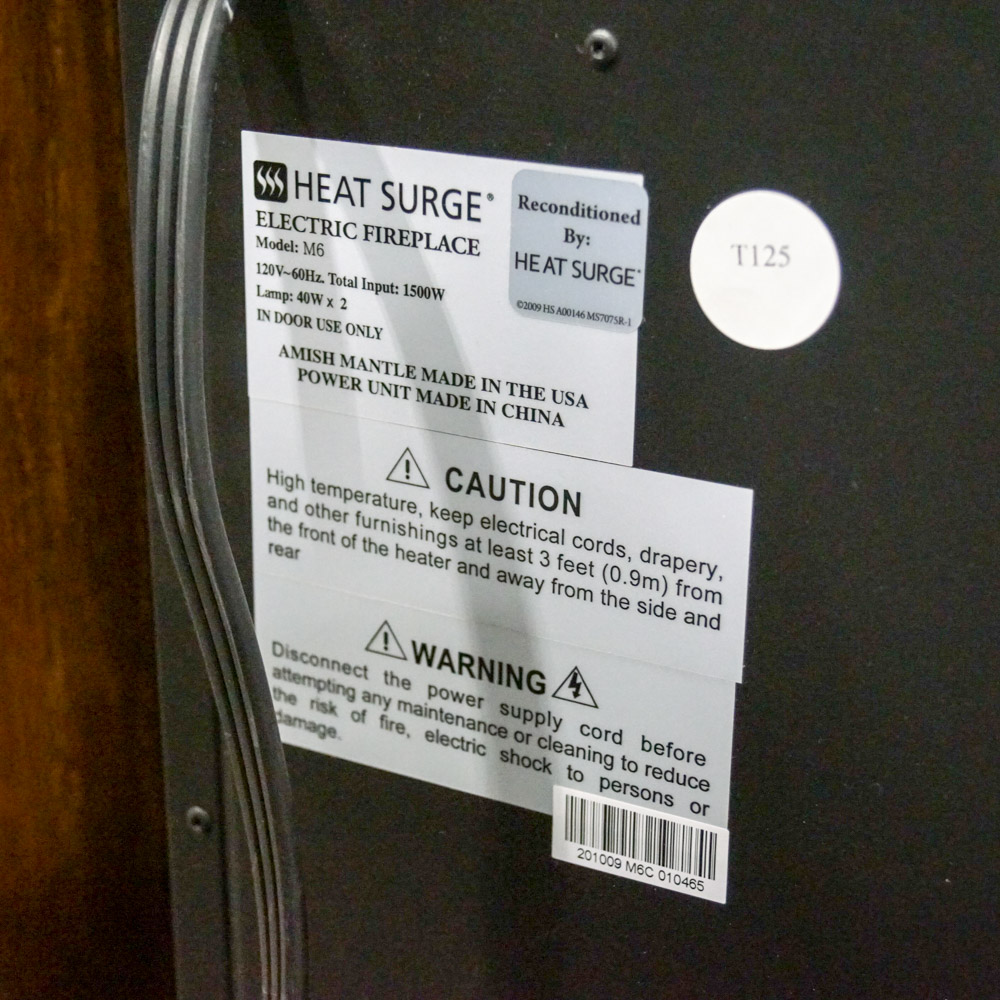 HEAT SURGE®
ELECTRIC FIREPLACE
Model: M6
120V~60Hz. Total Input: 1500W
Lamp: 40W x 2
IN DOOR USE ONLY
AMISH MANTLE MADE IN THE USA
POWER UNIT MADE IN CHINA
Reconditioned
By:
HEAT SURGE®
©2009 HS A00146 MS7075R-1
T125
CAUTION
High temperature, keep electrical cords, drapery,
and other furnishings at least 3 feet (0.9m) from
the front of the heater and away from the side and
rear
WARNING
Disconnect the power supply cord before
attempting any maintenance or cleaning to reduce
the risk of fire, electric shock to persons or
damage.
201009 M6C 010465